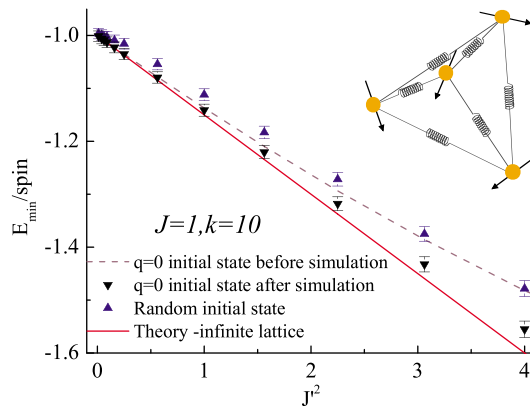 -1.0
-1.2
-1.4
-1.6
E_min/spin
J=1,k=10
q=0 initial state before simulation
q=0 initial state after simulation
Random initial state
Theory -infinite lattice
0 1 2 3 4
J'²